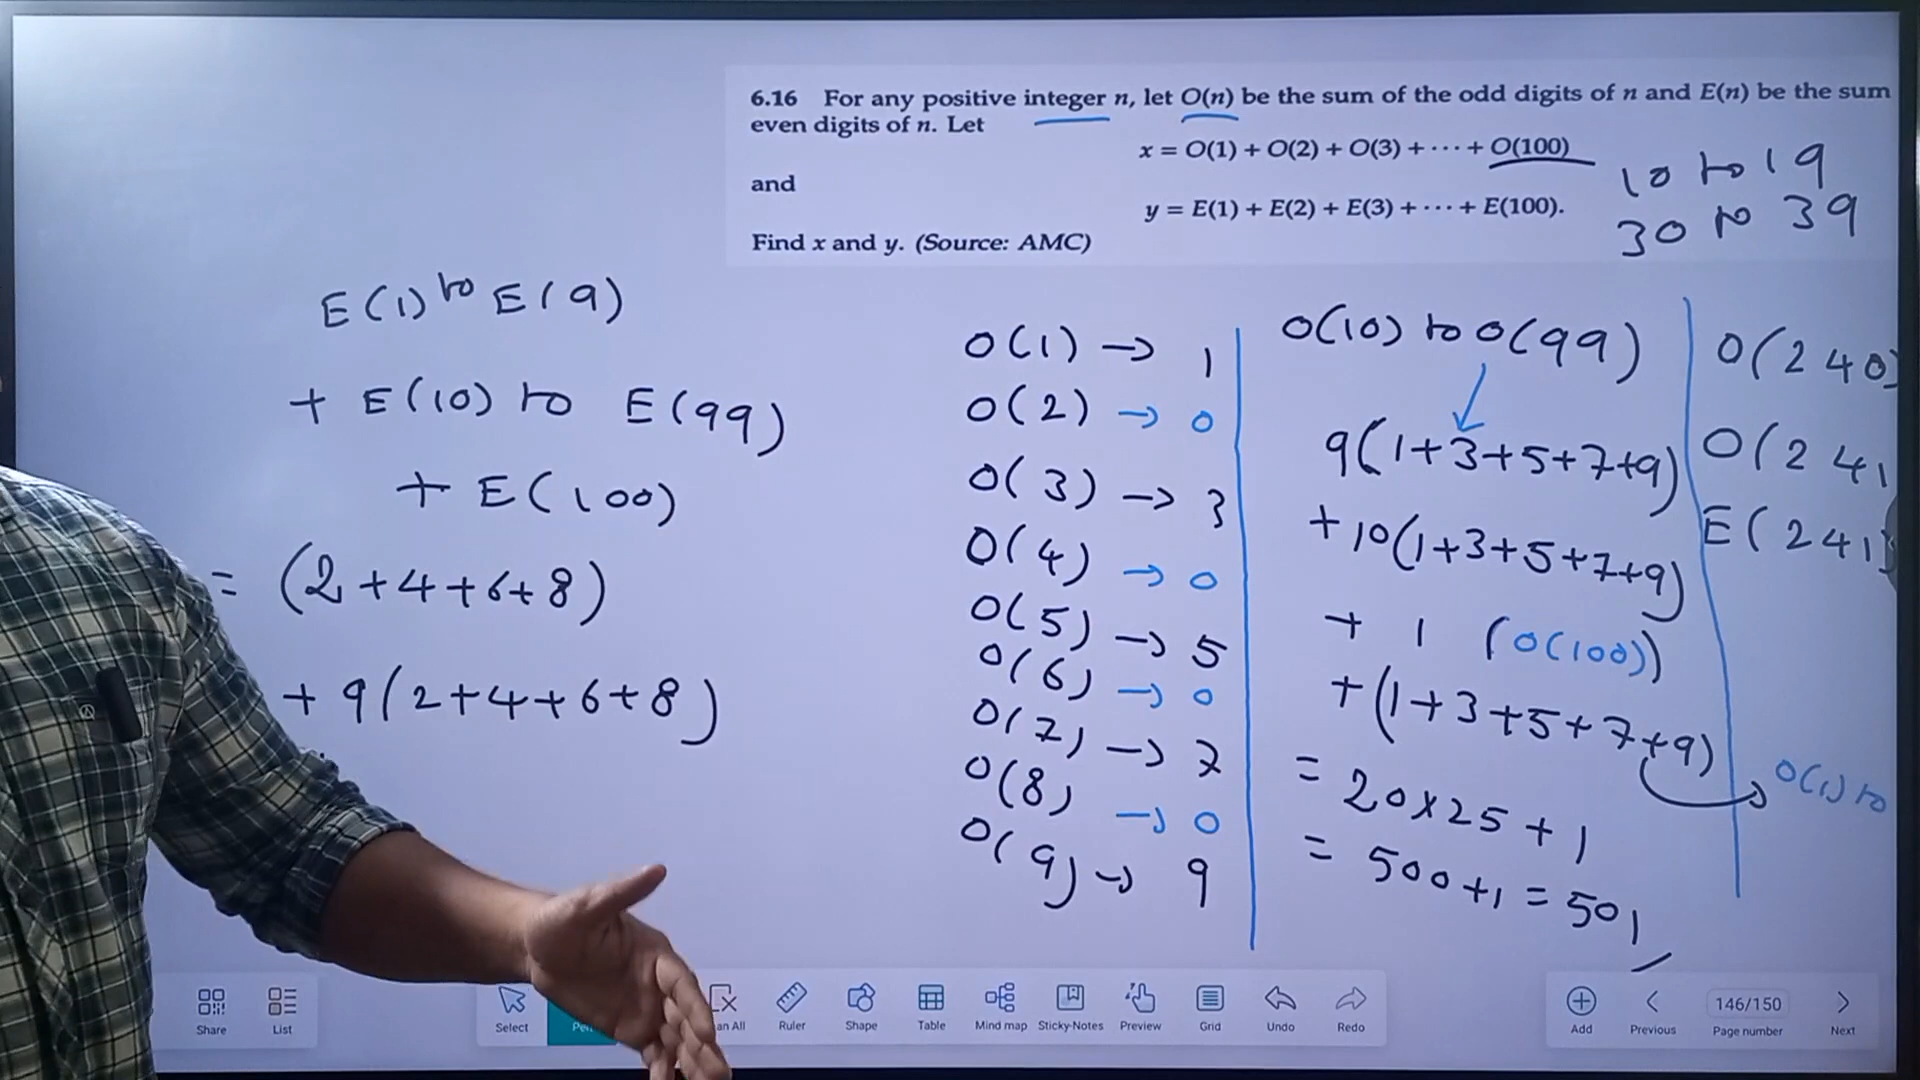 6.16 For any positive integer n, let O(n) be the sum of the odd digits of n and E(n) be the sum
even digits of n. Let
x = O(1) + O(2) + O(3) + ⋯ + O(100)
and
y = E(1) + E(2) + E(3) + ⋯ + E(100).
Find x and y. (Source: AMC)
10 to 19
30 to 39
E(1) to E(9)
+ E(10) to E(99)
+ E(100)
= (2+4+6+8)
+ 9(2+4+6+8)
O(1) → 1
O(2) → 0
O(3) → 3
O(4) → 0
O(5) → 5
O(6) → 0
O(7) → 7
O(8) → 0
O(9) → 9
O(10) to O(99)
9(1+3+5+7+9)
+10(1+3+5+7+9)
+ 1 (O(100))
+(1+3+5+7+9)
= 20x25+1
= 500+1 = 501
O(240)
O(241
E(241)
O(1) to
Share
List
Select
an All
Ruler
Shape
Table
Mind map
Sticky-Notes
Preview
Grid
Undo
Redo
Add
Previous
146/150
Page number
Next